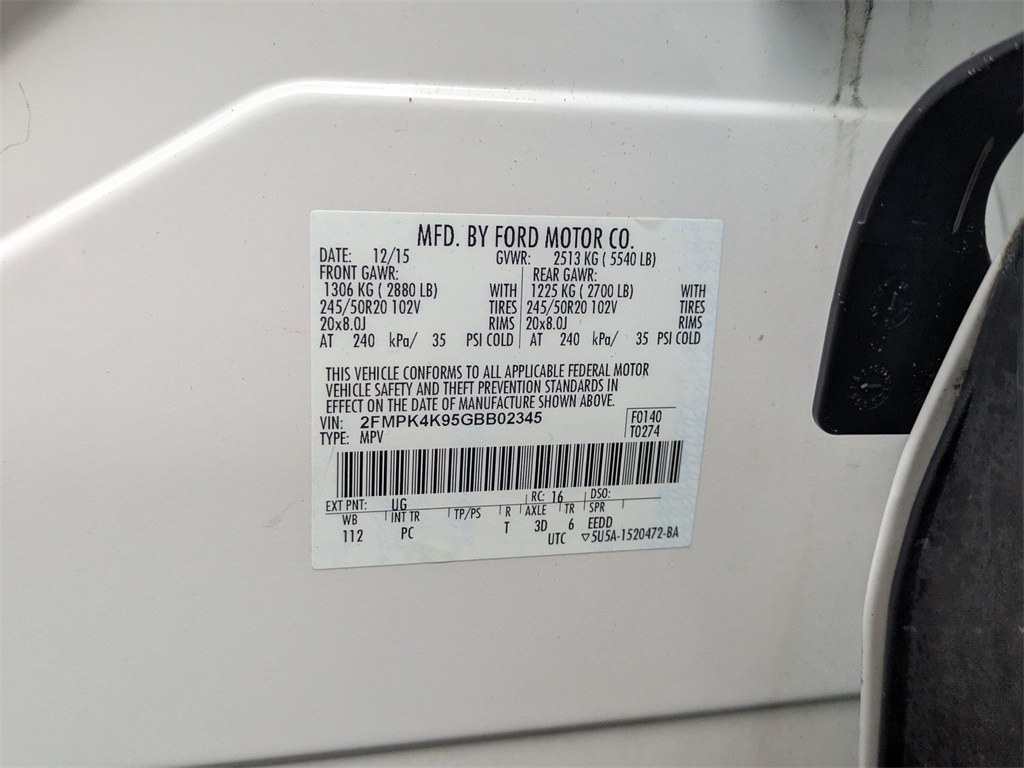 MFD. BY FORD MOTOR CO.
DATE: 12/15 GVWR: 2513 KG ( 5540 LB)
FRONT GAWR: REAR GAWR:
1306 KG ( 2880 LB) WITH 1225 KG ( 2700 LB) WITH
245/50R20 102V TIRES 245/50R20 102V TIRES
20x8.0J RIMS 20x8.0J RIMS
AT 240 kPa/ 35 PSI COLD AT 240 kPa/ 35 PSI COLD
THIS VEHICLE CONFORMS TO ALL APPLICABLE FEDERAL MOTOR
VEHICLE SAFETY AND THEFT PREVENTION STANDARDS IN
EFFECT ON THE DATE OF MANUFACTURE SHOWN ABOVE.
VIN: 2FMPK4K95GBB02345 F0140
TYPE: MPV T0274
EXT PNT: UG RC: 16 DSO:
WB INT TR TP/PS R AXLE TR SPR
112 PC T 3D 6 EEDD
UTC ▽5U5A-1520472-BA